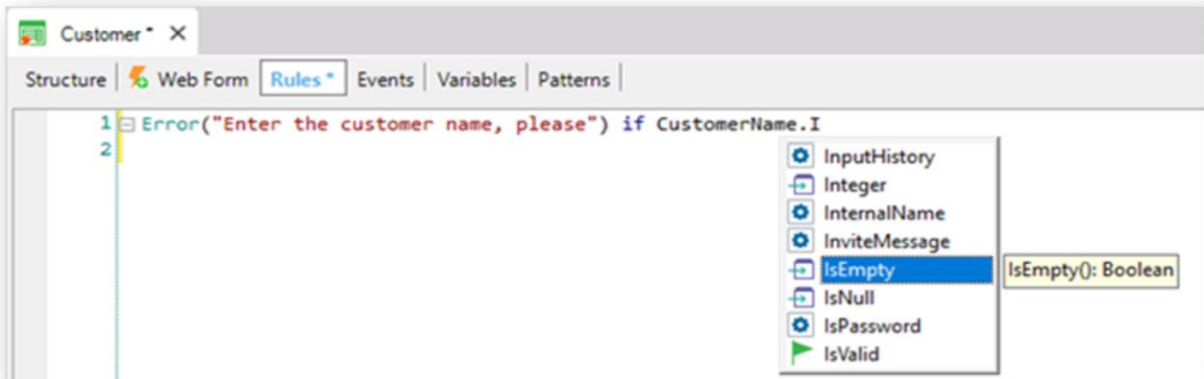 Customer * X
Structure Web Form Rules * Events Variables Patterns
1 Error("Enter the customer name, please") if CustomerName.I
2
InputHistory
Integer
InternalName
InviteMessage
IsEmpty IsEmpty(): Boolean
IsNull
IsPassword
IsValid